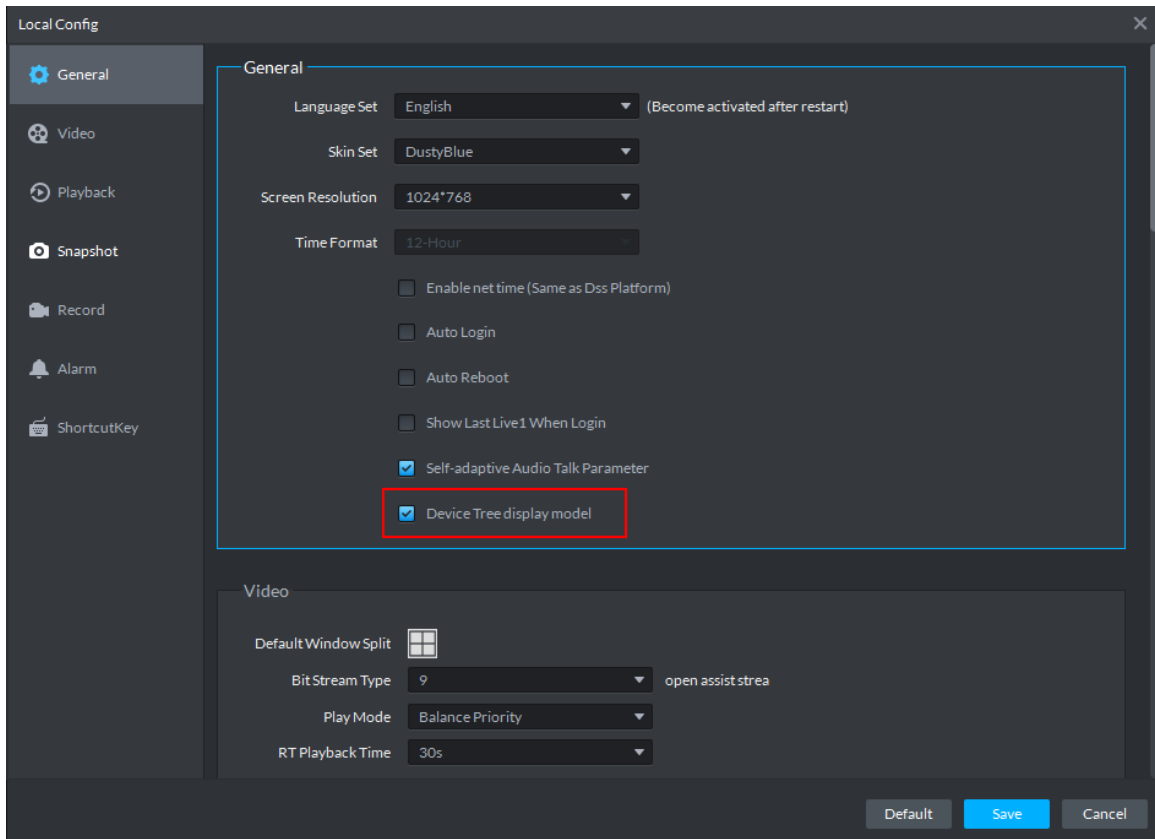 Local Config
General
Video
Playback
Snapshot
Record
Alarm
ShortcutKey
General
Language Set English (Become activated after restart)
Skin Set DustyBlue
Screen Resolution 1024*768
Time Format 12-Hour
Enable net time (Same as Dss Platform)
Auto Login
Auto Reboot
Show Last Live1 When Login
Self-adaptive Audio Talk Parameter
Device Tree display model
Video
Default Window Split
Bit Stream Type 9 open assist strea
Play Mode Balance Priority
RT Playback Time 30s
Default Save Cancel